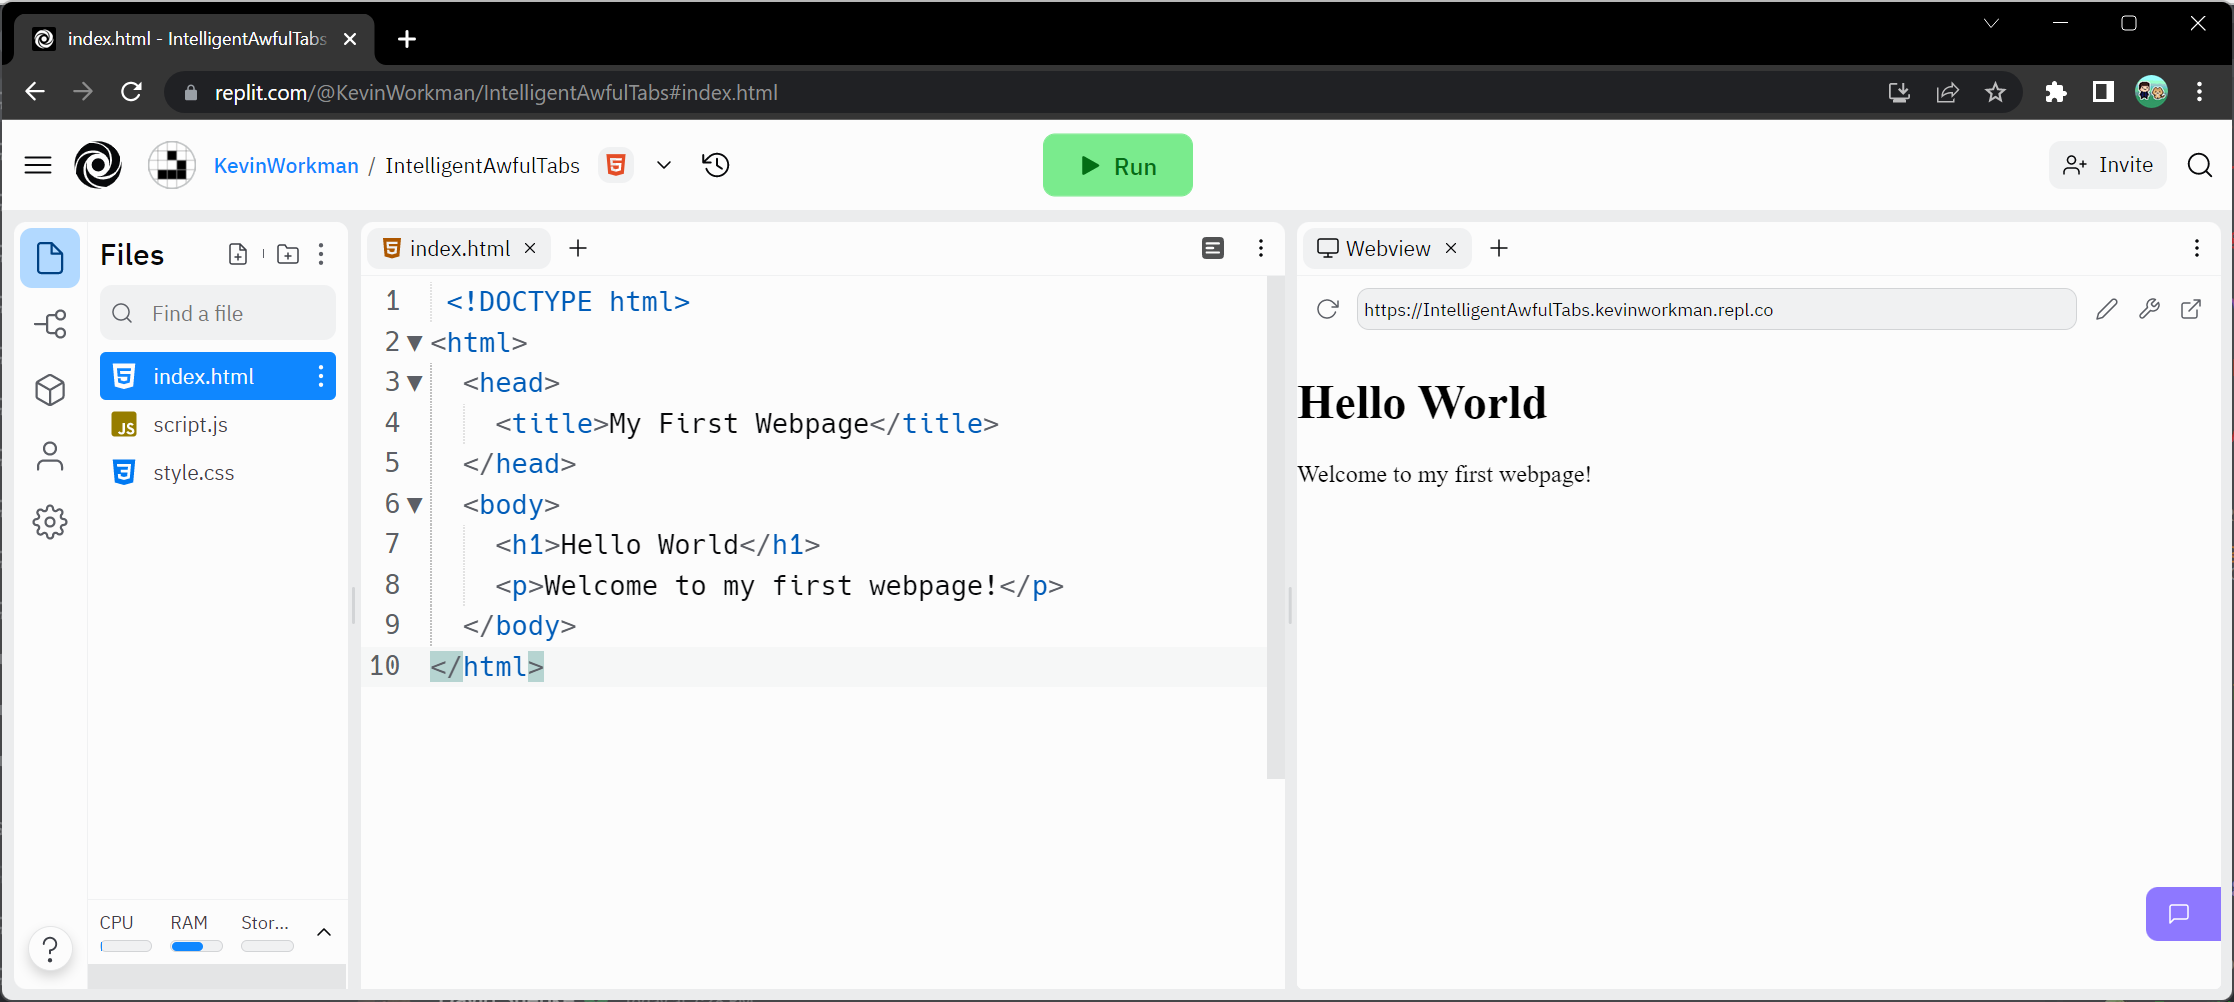 index.html - IntelligentAwfulTabs
replit.com/@KevinWorkman/IntelligentAwfulTabs#index.html
KevinWorkman / IntelligentAwfulTabs
Run
Invite
Files
Find a file
index.html
script.js
style.css
CPU RAM Stor...
index.html
1 <!DOCTYPE html>
2 <html>
3 <head>
4 <title>My First Webpage</title>
5 </head>
6 <body>
7 <h1>Hello World</h1>
8 <p>Welcome to my first webpage!</p>
9 </body>
10 </html>
Webview
https://IntelligentAwfulTabs.kevinworkman.repl.co
Hello World
Welcome to my first webpage!